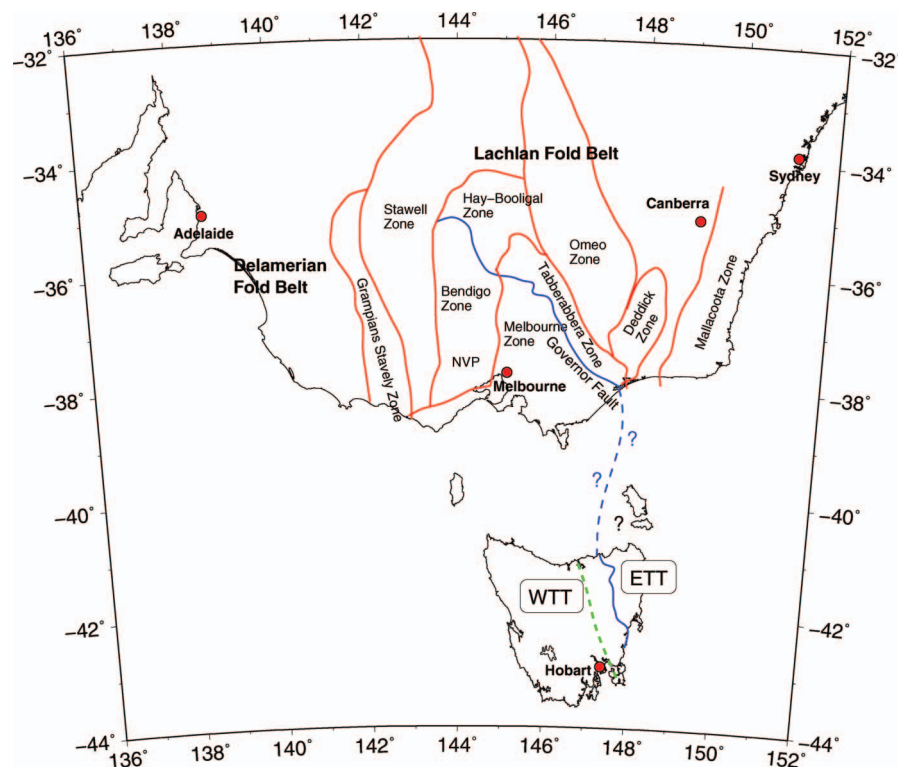 136˚
138˚
140˚
142˚
144˚
146˚
148˚
150˚
152˚
−32˚
−32˚
Lachlan Fold Belt
−34˚
−34˚
Sydney
Hay−Booligal
Zone
Stawell
Zone
Canberra
Adelaide
Omeo
Zone
Delamerian
Fold Belt
−36˚
−36˚
Mallacoota Zone
Tabberabbera Zone
Bendigo
Zone
Deddick
Zone
Grampians Stavely Zone
Melbourne
Zone
Governor Fault
NVP
Melbourne
−38˚
−38˚
?
?
?
−40˚
−40˚
WTT
ETT
−42˚
−42˚
Hobart
−44˚
−44˚
136˚
138˚
140˚
142˚
144˚
146˚
148˚
150˚
152˚